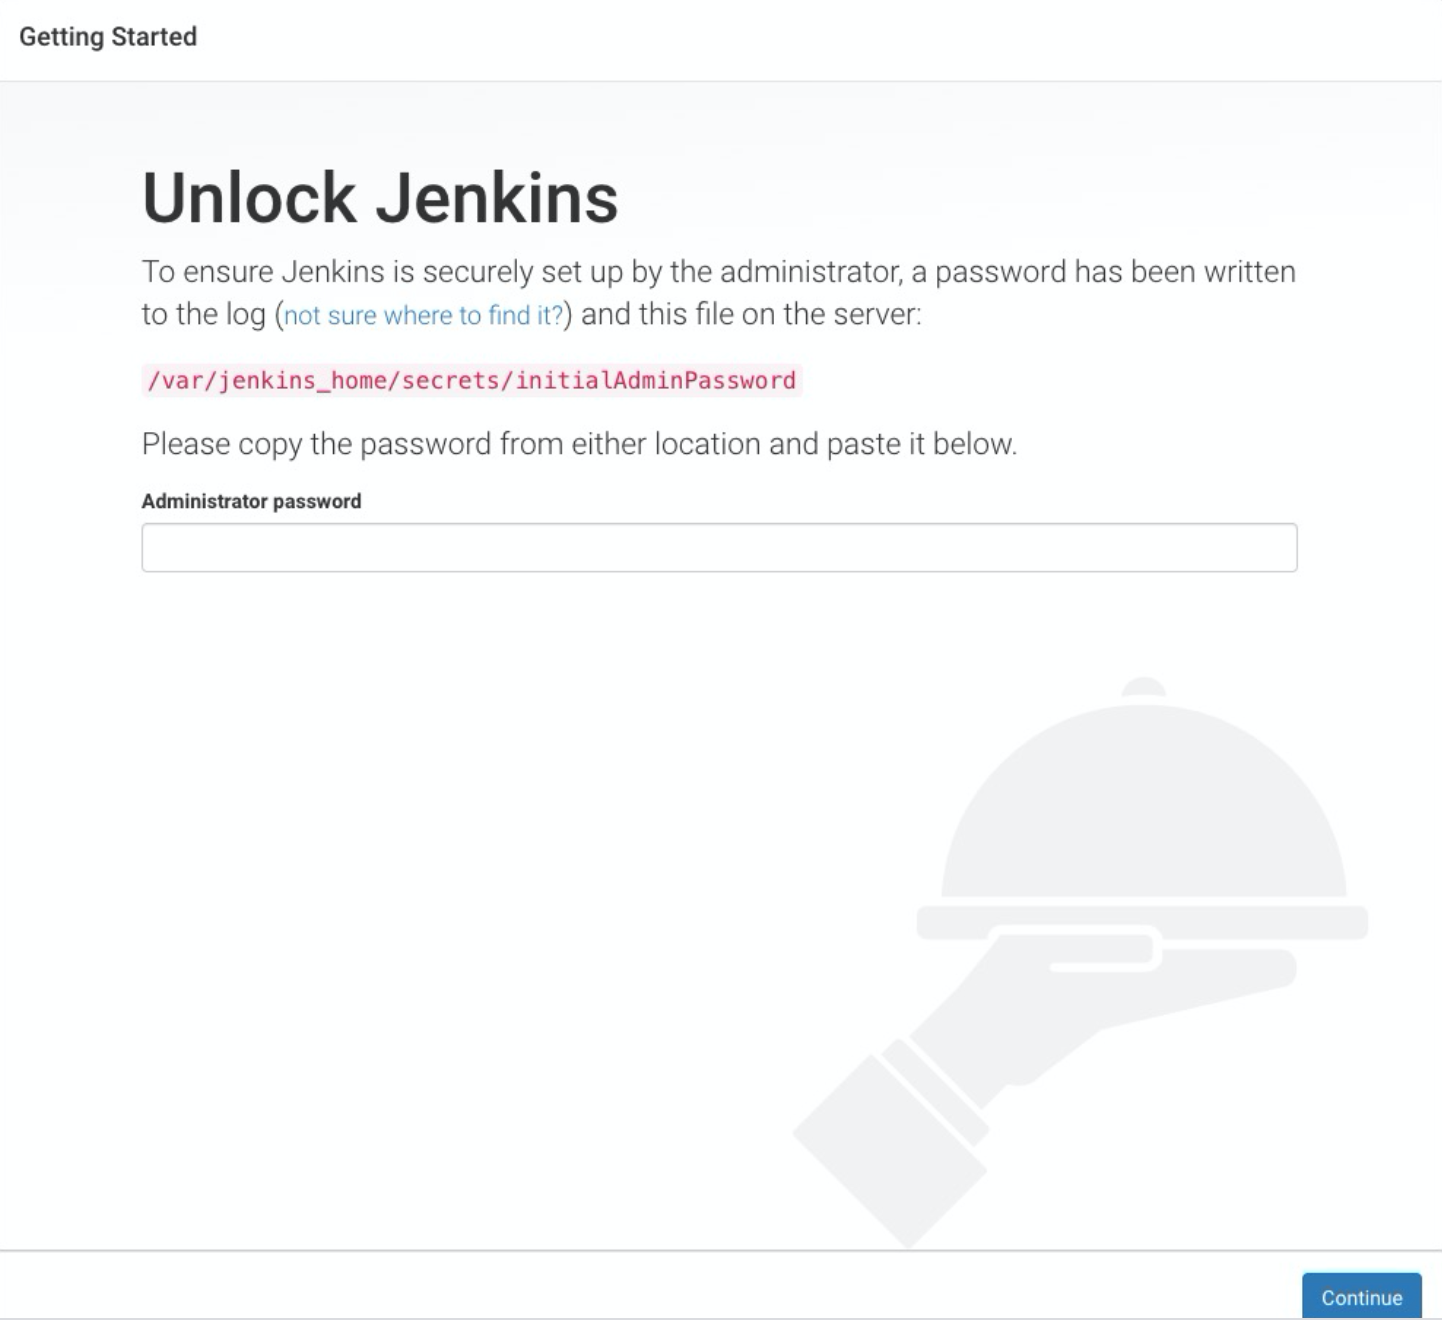 Getting Started
Unlock Jenkins
To ensure Jenkins is securely set up by the administrator, a password has been written
to the log (not sure where to find it?) and this file on the server:
/var/jenkins_home/secrets/initialAdminPassword
Please copy the password from either location and paste it below.
Administrator password
Continue